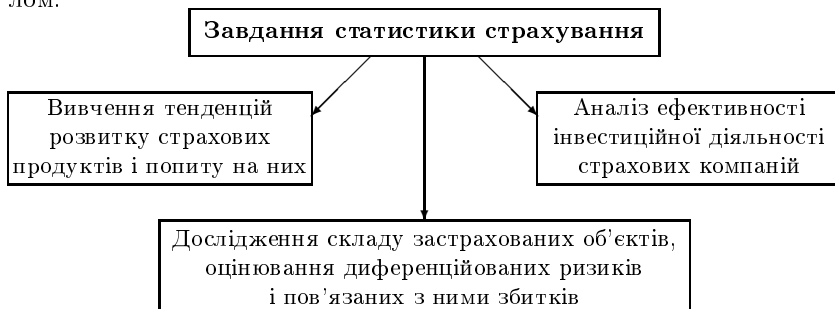 лом.
Завдання статистики страхування
Вивчення тенденцій
розвитку страхових
продуктів і попиту на них
Аналіз ефективності
інвестиційної діяльності
страхових компаній
Дослідження складу застрахованих об'єктів,
оцінювання диференційованих ризиків
і пов'язаних з ними збитків